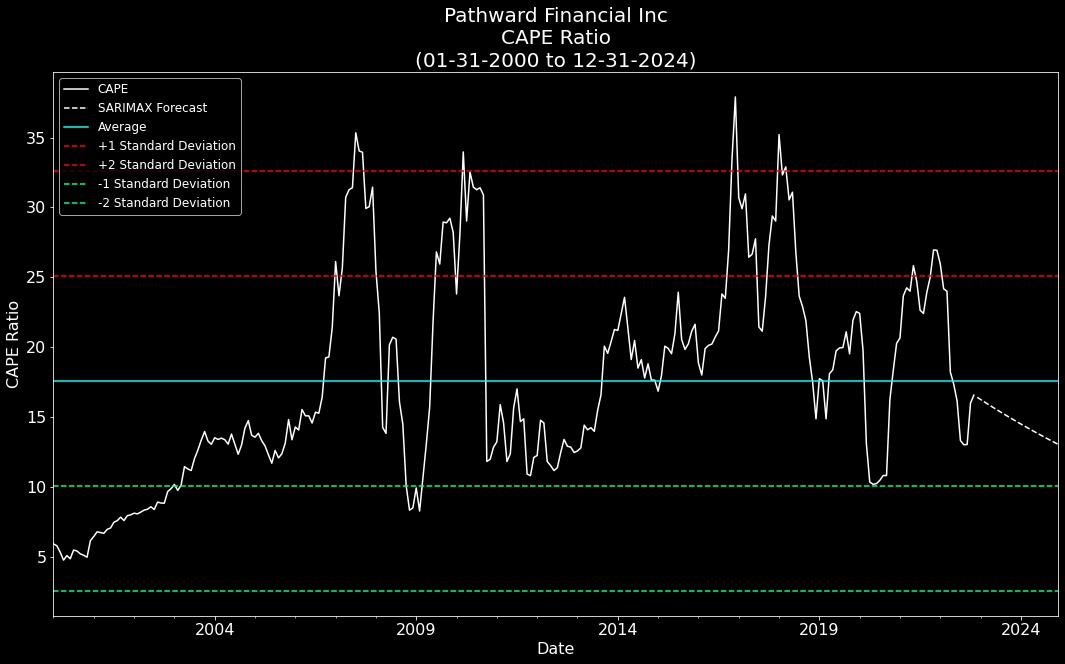 Pathward Financial Inc
CAPE Ratio
(01-31-2000 to 12-31-2024)
CAPE
SARIMAX Forecast
Average
+1 Standard Deviation
+2 Standard Deviation
-1 Standard Deviation
-2 Standard Deviation
35
30
25
20
15
10
5
CAPE Ratio
2004
2009
2014
2019
2024
Date